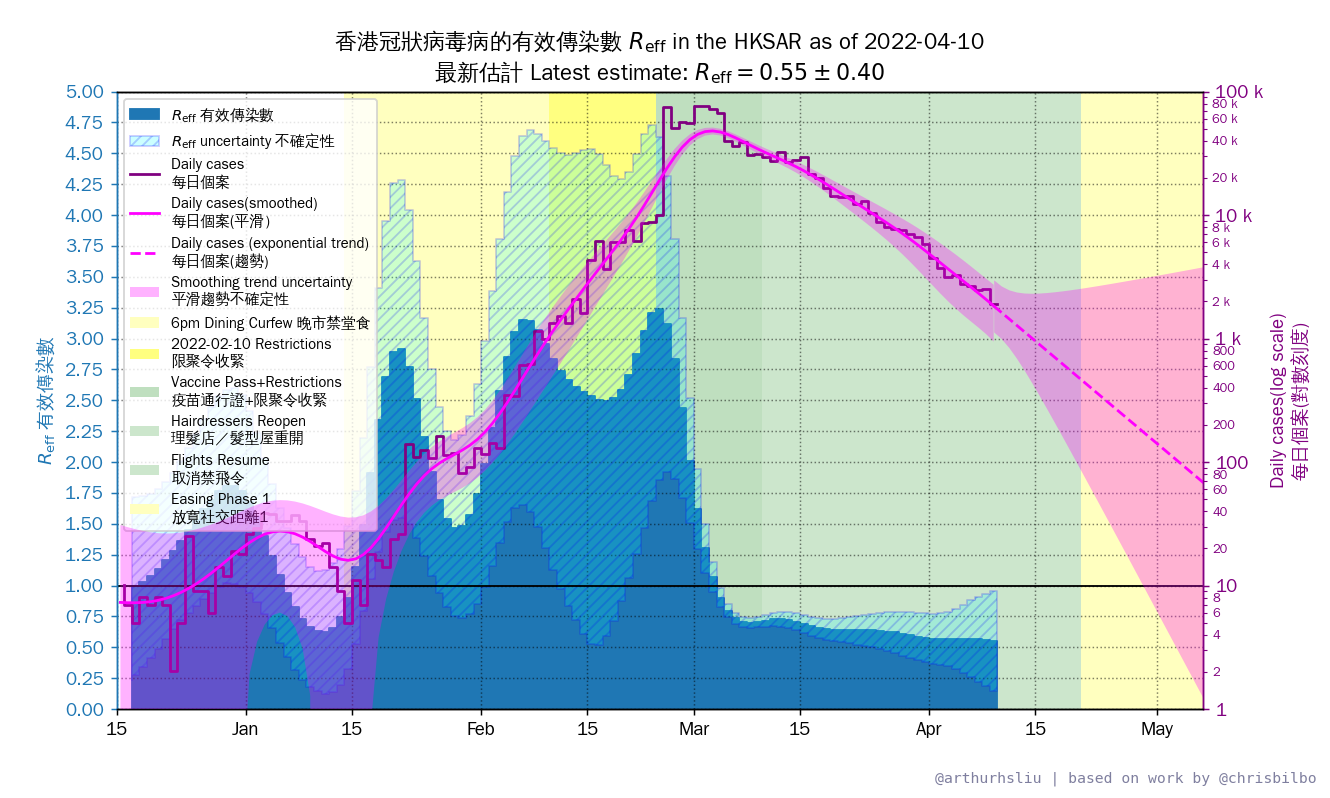 香港冠狀病毒病的有效傳染數 Reff in the HKSAR as of 2022-04-10
最新估計 Latest estimate: Reff = 0.55 ± 0.40
Reff 有效傳染數
Reff uncertainty 不確定性
Daily cases
每日個案
Daily cases(smoothed)
每日個案(平滑)
Daily cases (exponential trend)
每日個案(趨勢)
Smoothing trend uncertainty
平滑趨勢不確定性
6pm Dining Curfew 晚市禁堂食
2022-02-10 Restrictions
限聚令收緊
Vaccine Pass+Restrictions
疫苗通行證+限聚令收緊
Hairdressers Reopen
理髮店／髮型屋重開
Flights Resume
取消禁飛令
Easing Phase 1
放寬社交距離1
Reff 有效傳染數
5.00
4.75
4.50
4.25
4.00
3.75
3.50
3.25
3.00
2.75
2.50
2.25
2.00
1.75
1.50
1.25
1.00
0.75
0.50
0.25
0.00
15
Jan
15
Feb
15
Mar
15
Apr
15
May
100 k
80 k
60 k
40 k
20 k
10 k
8 k
6 k
4 k
2 k
1 k
800
600
400
200
100
80
60
40
20
10
8
6
4
2
1
Daily cases(log scale)
每日個案(對數刻度)
@arthurhsliu | based on work by @chrisbilbo